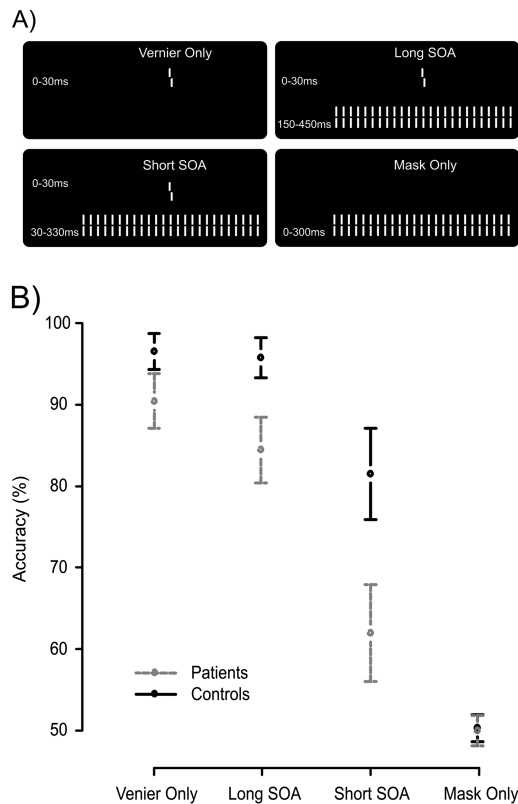 A)
Vernier Only
0-30ms
Long SOA
0-30ms
150-450ms
Short SOA
0-30ms
30-330ms
Mask Only
0-300ms
B)
100
90
80
70
60
50
Accuracy (%)
Patients
Controls
Venier Only
Long SOA
Short SOA
Mask Only